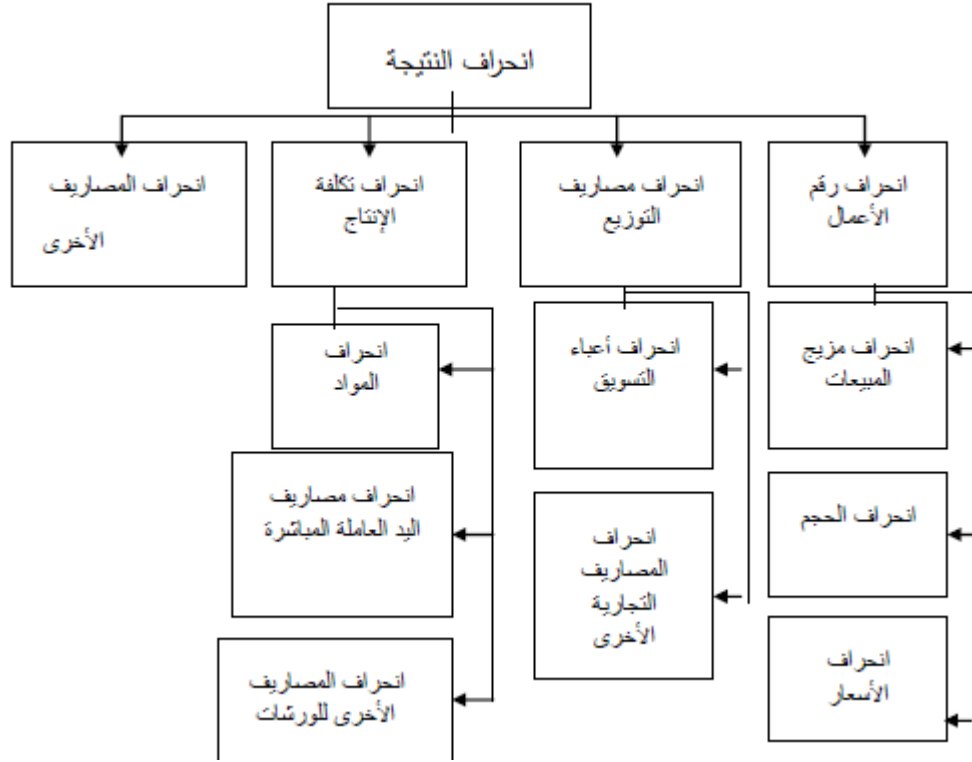 انحراف النتيجة
انحراف رقم
الأعمال
انحراف مصاريف
التوزيع
انحراف تكلفة
الإنتاج
انحراف المصاريف
الأخرى
انحراف مزيج
المبيعات
انحراف الحجم
انحراف
الأسعار
انحراف أعباء
التسويق
انحراف
المصاريف
التجارية
الأخرى
انحراف
المواد
انحراف مصاريف
اليد العاملة المباشرة
انحراف المصاريف
الأخرى للورشات